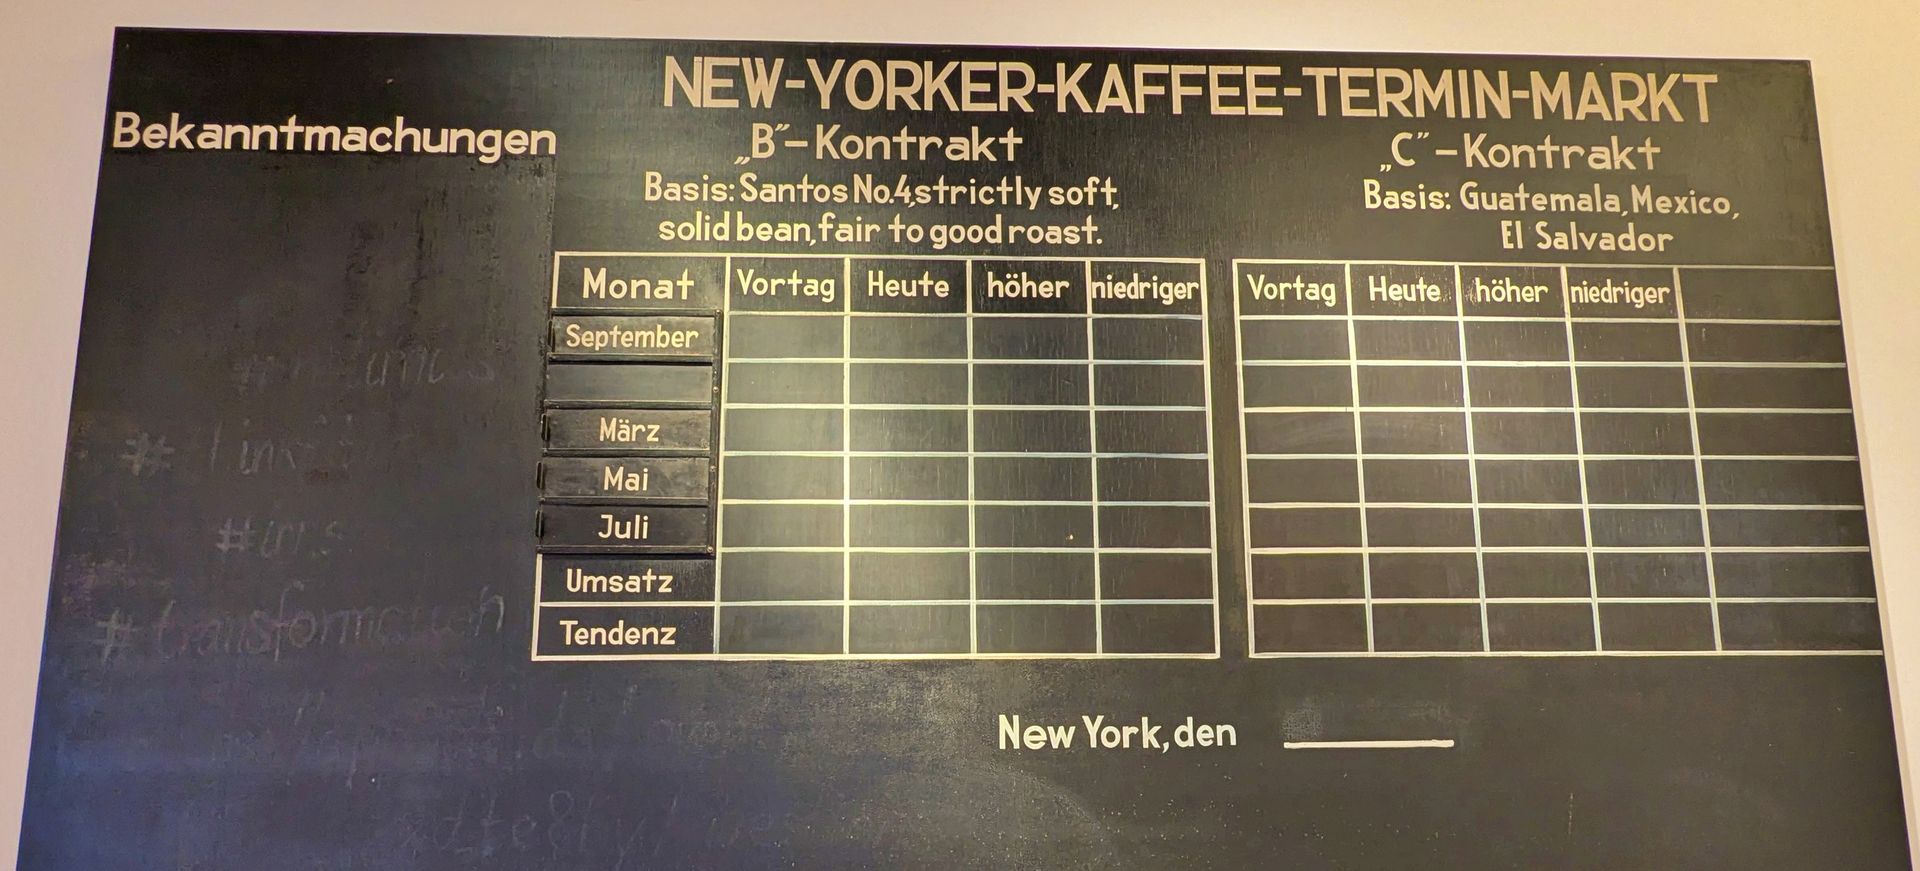 NEW-YORKER-KAFFEE-TERMIN-MARKT
Bekanntmachungen
„B”-Kontrakt
Basis: Santos No.4,strictly soft,
solid bean,fair to good roast.
„C”-Kontrakt
Basis: Guatemala, Mexico,
El Salvador
Monat Vortag Heute höher niedriger Vortag Heute höher niedriger
September
März
Mai
Juli
Umsatz
Tendenz
New York, den